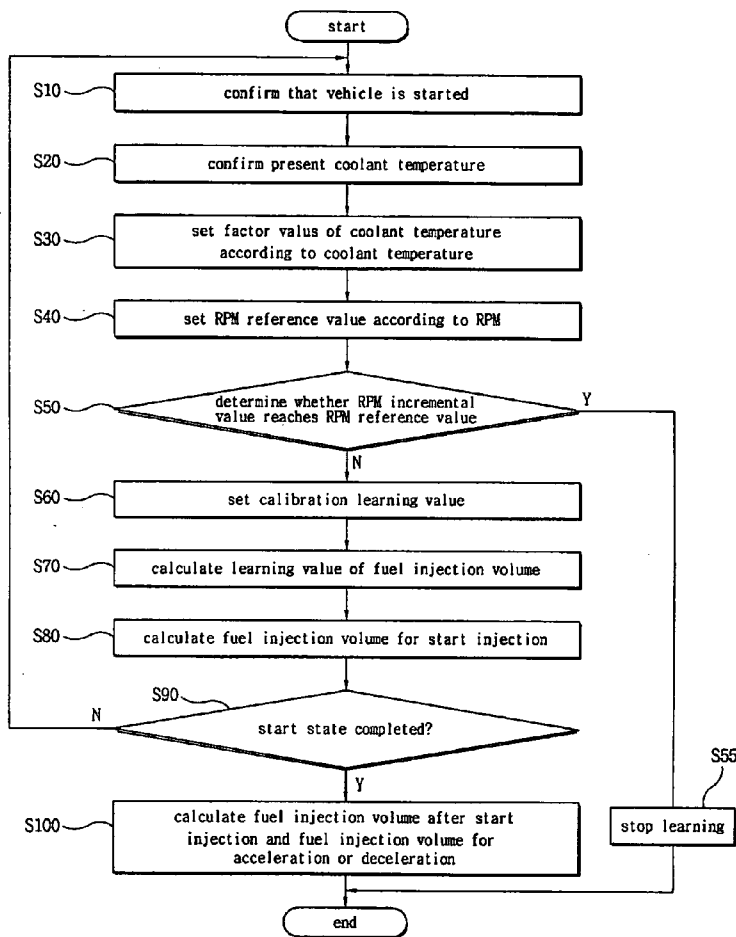 start
S10
confirm that vehicle is started
S20
confirm present coolant temperature
S30
set factor valus of coolant temperature
according to coolant temperature
S40
set RPM reference value according to RPM
S50
determine whether RPM incremental
value reaches RPM reference value
Y
N
S60
set calibration learning value
S70
calculate learning value of fuel injection volume
S80
calculate fuel injection volume for start injection
S90
N
start state completed?
Y
S55
stop learning
S100
calculate fuel injection volume after start
injection and fuel injection volume for
acceleration or deceleration
end